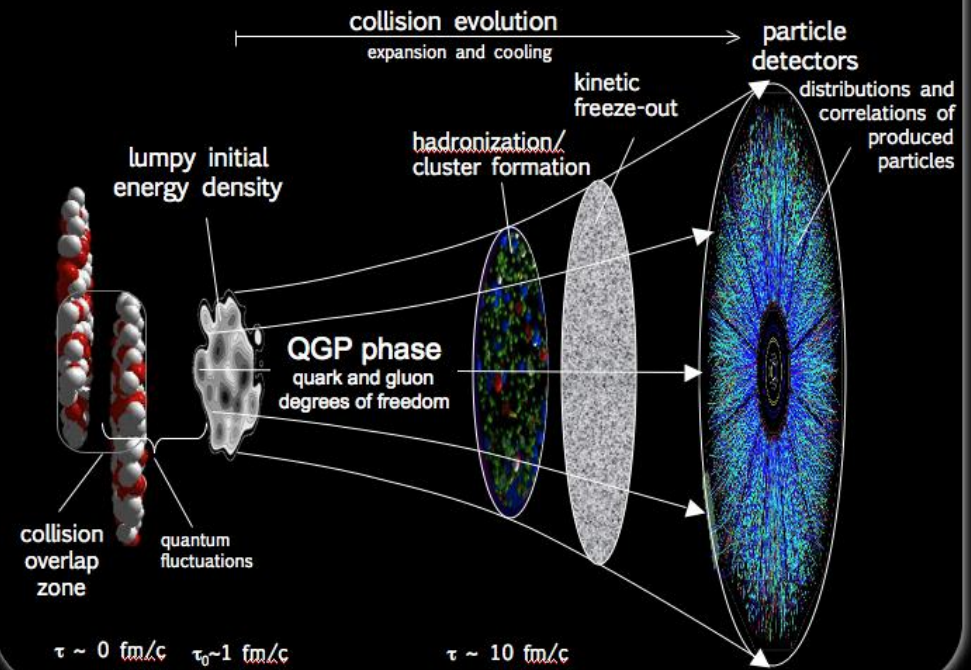 collision evolution
expansion and cooling
particle
detectors
distributions and
correlations of
produced
particles
kinetic
freeze-out
hadronization/
cluster formation
lumpy initial
energy density
QGP phase
quark and gluon
degrees of freedom
collision
overlap
zone
quantum
fluctuations
τ ~ 0 fm/c
τ₀~1 fm/c
τ ~ 10 fm/c